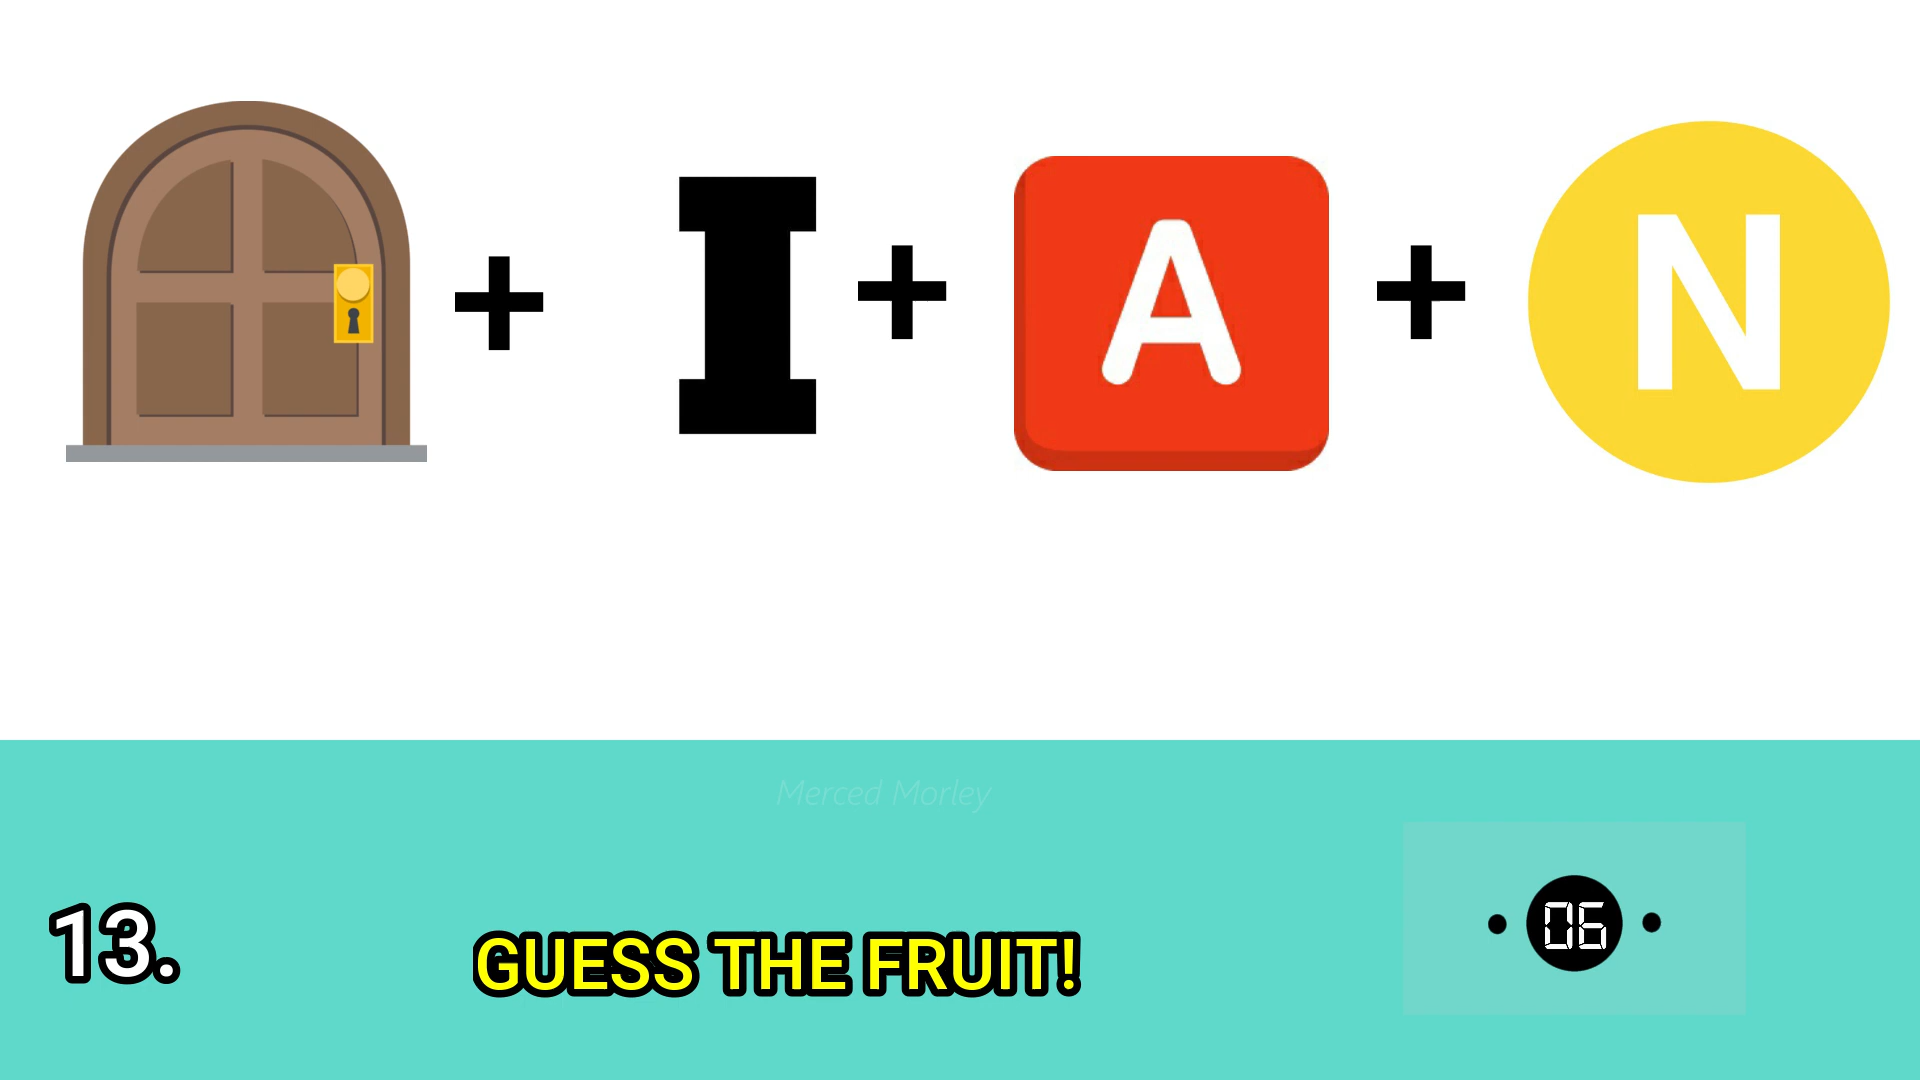 + I + A + N
Merced Morley
13.
GUESS THE FRUIT!
06